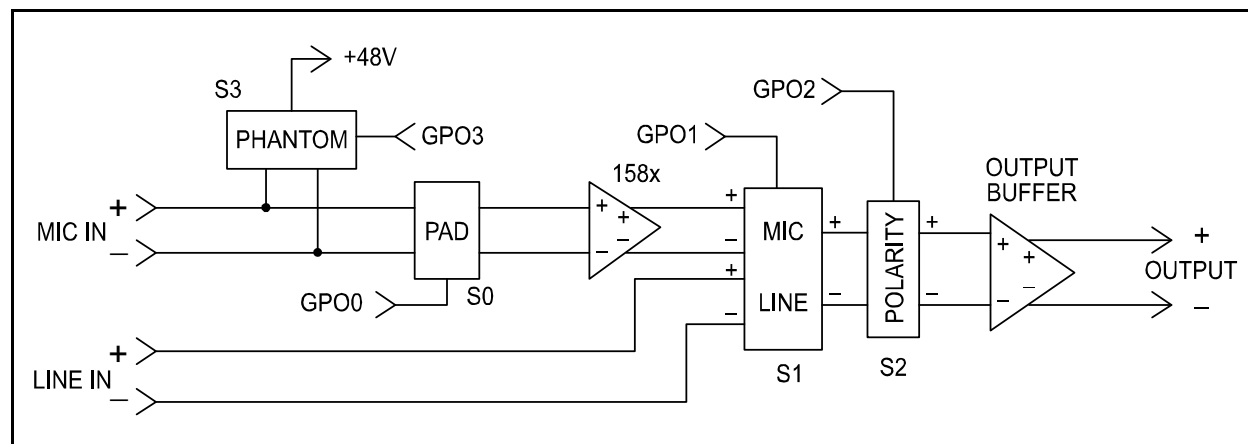 +48V
S3
PHANTOM
GPO3
GPO2
GPO1
OUTPUT
BUFFER
158x
+
MIC IN
−
PAD
S0
GPO0
+
−
+
−
+
−
+
−
MIC
LINE
S1
+
−
POLARITY
S2
+
−
+
−
+
−
+
OUTPUT
−
+
LINE IN
−